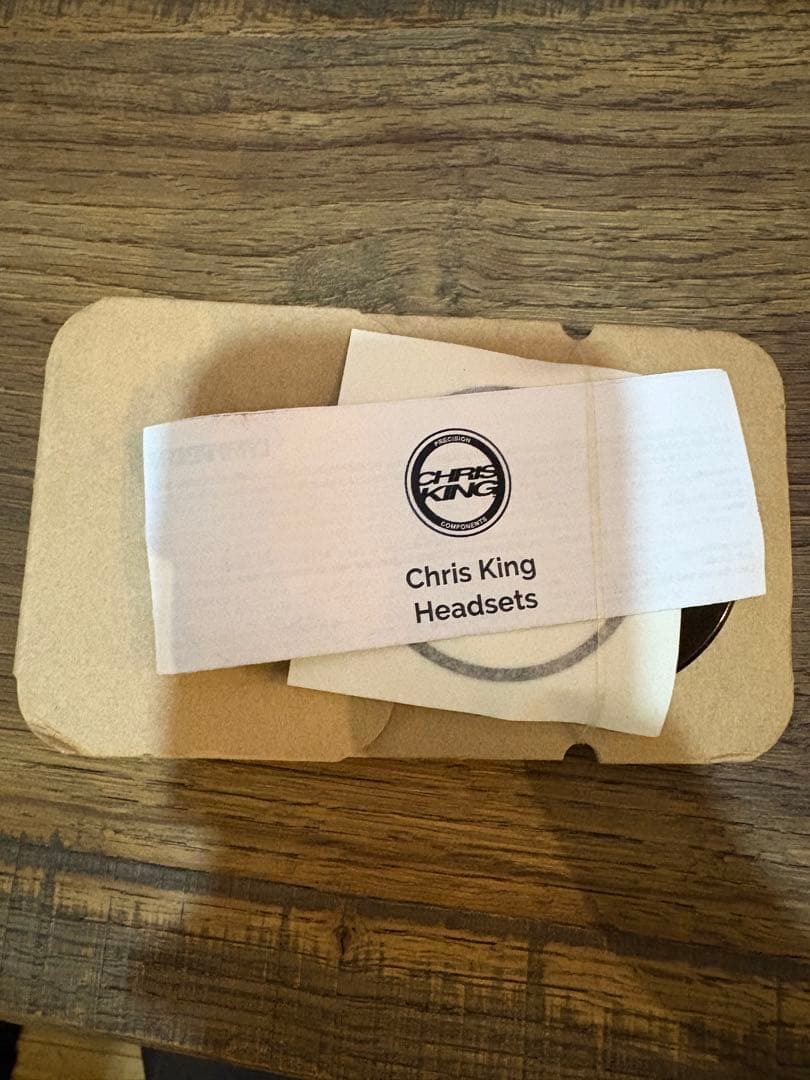 PRECISION
CHRIS
KING
COMPONENTS
Chris King
Headsets